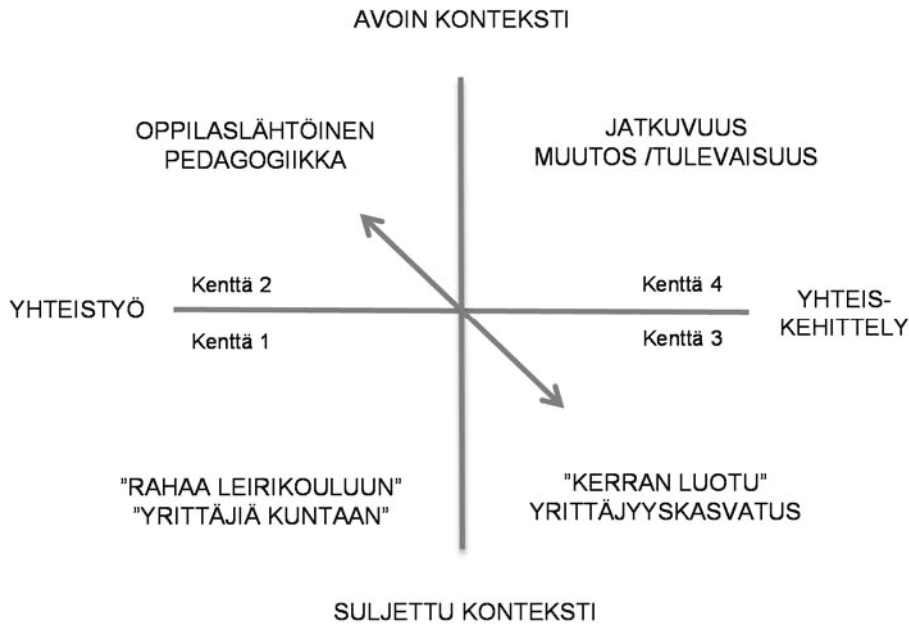 AVOIN KONTEKSTI
OPPILASLÄHTÖINEN
PEDAGOGIIKKA
JATKUVUUS
MUUTOS /TULEVAISUUS
Kenttä 2
Kenttä 4
YHTEISTYÖ
YHTEIS-
KEHITTELY
Kenttä 1
Kenttä 3
"RAHAA LEIRIKOULUUN"
"YRITTÄJIÄ KUNTAAN"
"KERRAN LUOTU"
YRITTÄJYYSKASVATUS
SULJETTU KONTEKSTI